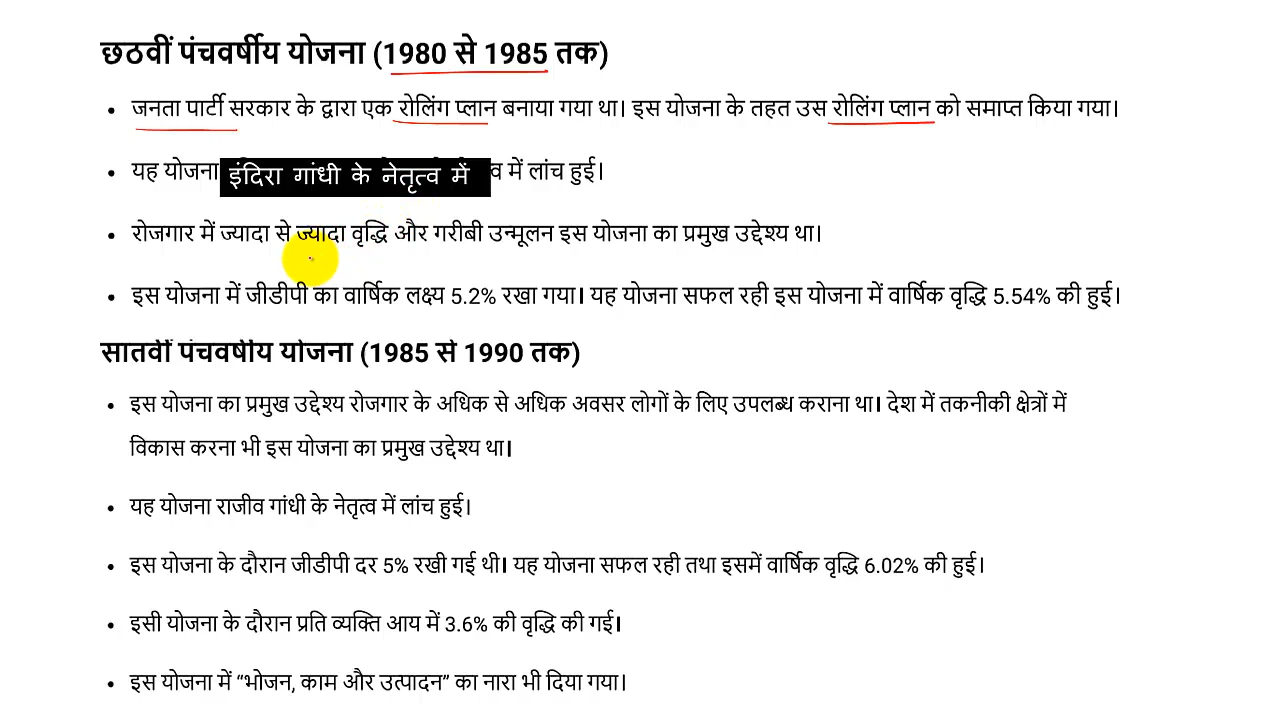 छठवीं पंचवर्षीय योजना (1980 से 1985 तक)
• जनता पार्टी सरकार के द्वारा एक रोलिंग प्लान बनाया गया था। इस योजना के तहत उस रोलिंग प्लान को समाप्त किया गया।
• यह योजना इंदिरा गांधी के नेतृत्व में व में लांच हुई।
• रोजगार में ज्यादा से ज्यादा वृद्धि और गरीबी उन्मूलन इस योजना का प्रमुख उद्देश्य था।
• इस योजना में जीडीपी का वार्षिक लक्ष्य 5.2% रखा गया। यह योजना सफल रही इस योजना में वार्षिक वृद्धि 5.54% की हुई।
सातवीं पंचवर्षीय योजना (1985 से 1990 तक)
• इस योजना का प्रमुख उद्देश्य रोजगार के अधिक से अधिक अवसर लोगों के लिए उपलब्ध कराना था। देश में तकनीकी क्षेत्रों में
विकास करना भी इस योजना का प्रमुख उद्देश्य था।
• यह योजना राजीव गांधी के नेतृत्व में लांच हुई।
• इस योजना के दौरान जीडीपी दर 5% रखी गई थी। यह योजना सफल रही तथा इसमें वार्षिक वृद्धि 6.02% की हुई।
• इसी योजना के दौरान प्रति व्यक्ति आय में 3.6% की वृद्धि की गई।
• इस योजना में “भोजन, काम और उत्पादन” का नारा भी दिया गया।